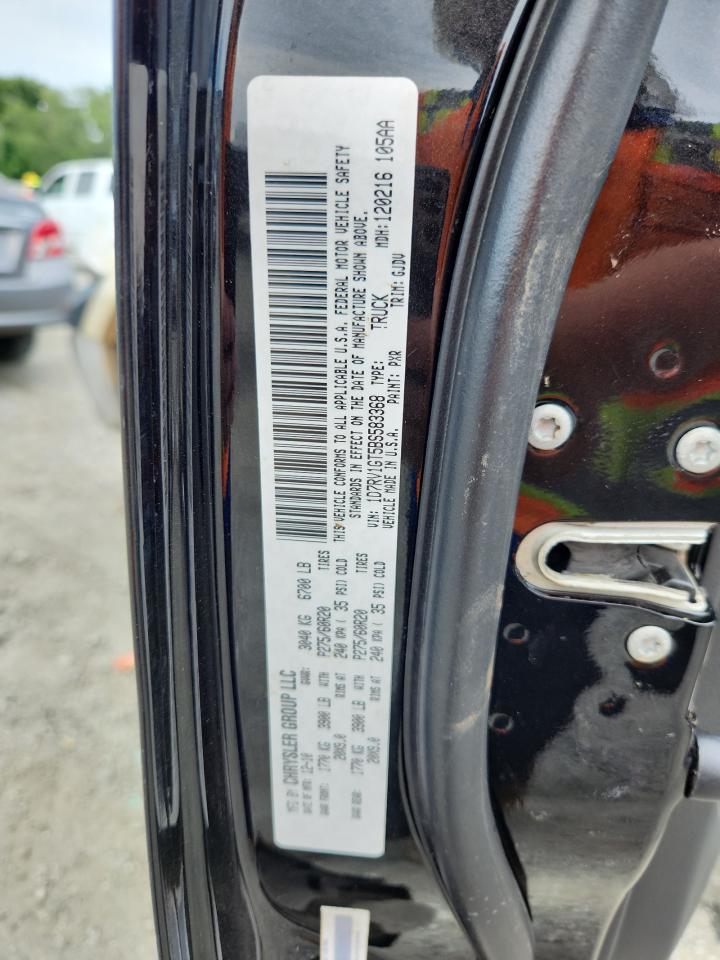 MFG BY: CHRYSLER GROUP LLC
DATE OF MFR: 12-10 GVWR: 3040 KG 6700 LB
GAWR FRONT: 1770 KG 3900 LB WITH P275/60R20 TIRES
20X9.0 RIMS AT 240 KPA ( 35 PSI) COLD
GAWR REAR: 1770 KG 3900 LB WITH P275/60R20 TIRES
20X9.0 RIMS AT 240 KPA ( 35 PSI) COLD
THIS VEHICLE CONFORMS TO ALL APPLICABLE U.S.A. FEDERAL MOTOR VEHICLE SAFETY
STANDARDS IN EFFECT ON THE DATE OF MANUFACTURE SHOWN ABOVE.
VIN: 1D7RV1GT5BS583368 TYPE: TRUCK MDH: 120216 105AA
VEHICLE MADE IN U.S.A. PAINT: PXR TRIM: GJDV